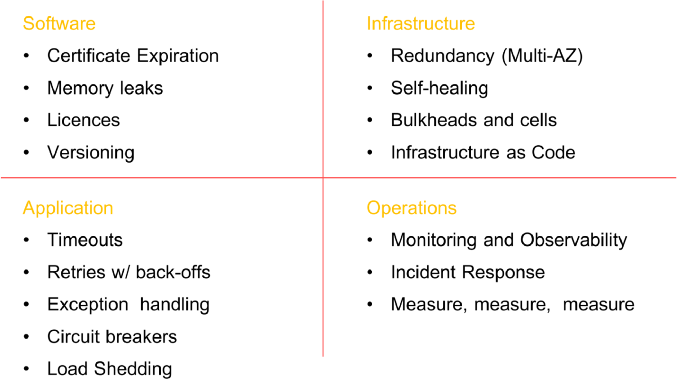 Software
• Certificate Expiration
• Memory leaks
• Licences
• Versioning
Infrastructure
• Redundancy (Multi-AZ)
• Self-healing
• Bulkheads and cells
• Infrastructure as Code
Application
• Timeouts
• Retries w/ back-offs
• Exception handling
• Circuit breakers
• Load Shedding
Operations
• Monitoring and Observability
• Incident Response
• Measure, measure, measure